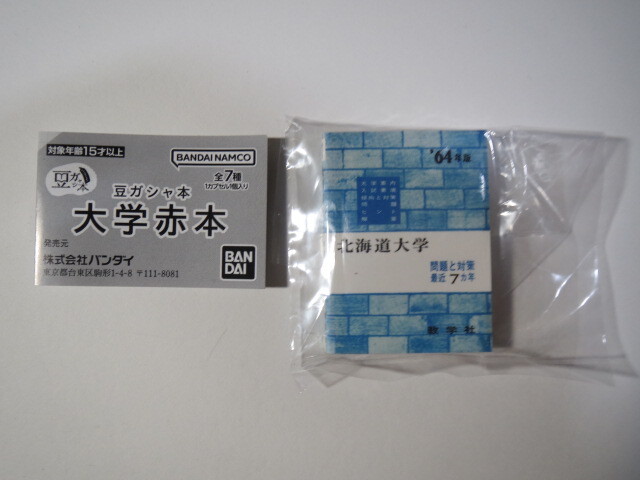 対象年齢15才以上
豆ガシャ本
BANDAI NAMCO
全7種
1カプセル1個入り
豆ガシャ本
大学赤本
発売元
株式会社バンダイ
東京都台東区駒形1-4-8 〒111-8081
BAN
DAI
'64年版
北海道大学
問題と対策
最近7カ年
教学社